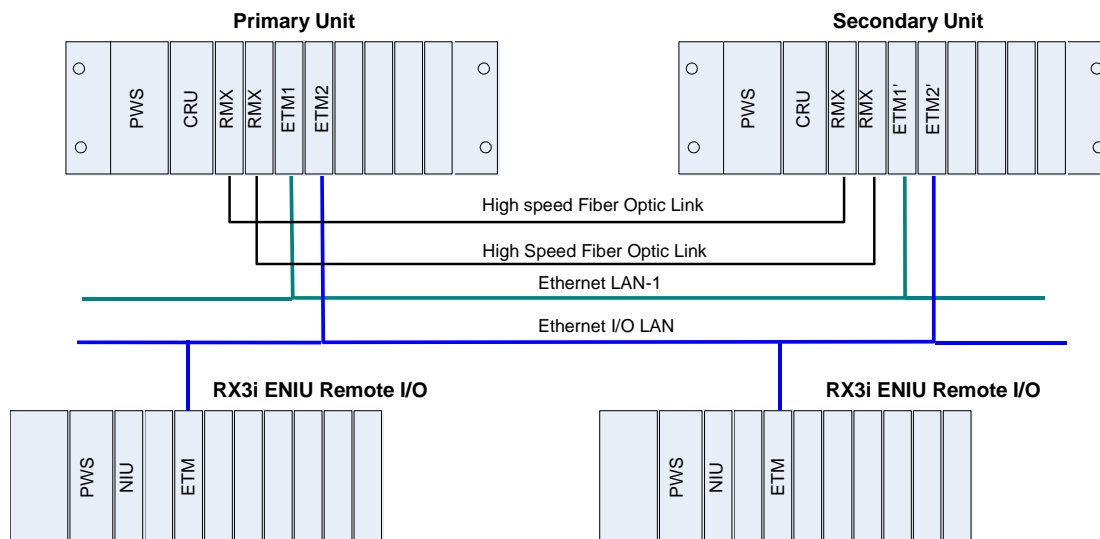 Primary Unit
Secondary Unit
PWS
CRU
RMX
RMX
ETM1
ETM2
PWS
CRU
RMX
RMX
ETM1'
ETM2'
High speed Fiber Optic Link
High Speed Fiber Optic Link
Ethernet LAN-1
Ethernet I/O LAN
RX3i ENIU Remote I/O
RX3i ENIU Remote I/O
PWS
NIU
ETM
PWS
NIU
ETM